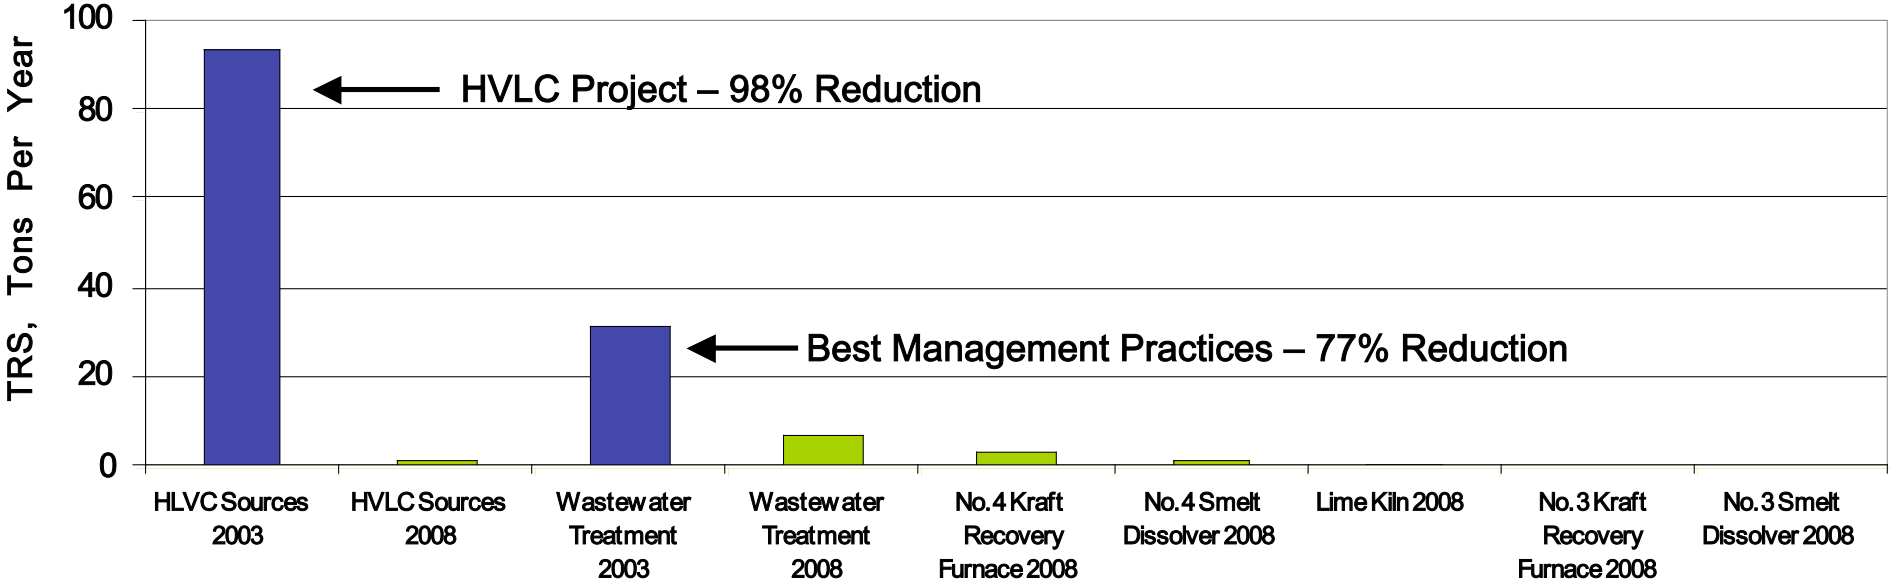 TRS, Tons Per Year
100
80
60
40
20
0
HVLC Project – 98% Reduction
Best Management Practices – 77% Reduction
HLVC Sources
2003
HVLC Sources
2008
Wastewater
Treatment
2003
Wastewater
Treatment
2008
No.4 Kraft
Recovery
Furnace 2008
No.4 Smelt
Dissolver 2008
Lime Kiln 2008
No.3 Kraft
Recovery
Furnace 2008
No.3 Smelt
Dissolver 2008